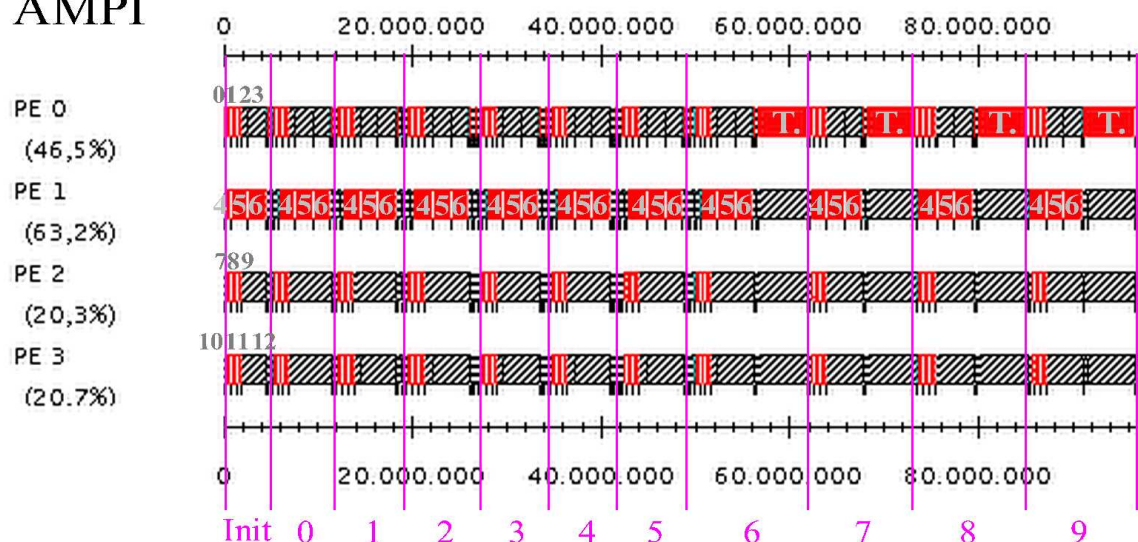 AMPI
0 20.000.000 40.000.000 60.000.000 80.000.000
0123
PE 0 T. T. T. T.
(46,5%)
PE 1 4|5|6 4|5|6 4|5|6 4|5|6 4|5|6 4|5|6 4|5|6 4|5|6 4|5|6 4|5|6 4|5|6
(63,2%)
789
PE 2
(20,3%)
101112
PE 3
(20.7%)
0 20.000.000 40.000.000 60.000.000 80.000.000
Init 0 1 2 3 4 5 6 7 8 9